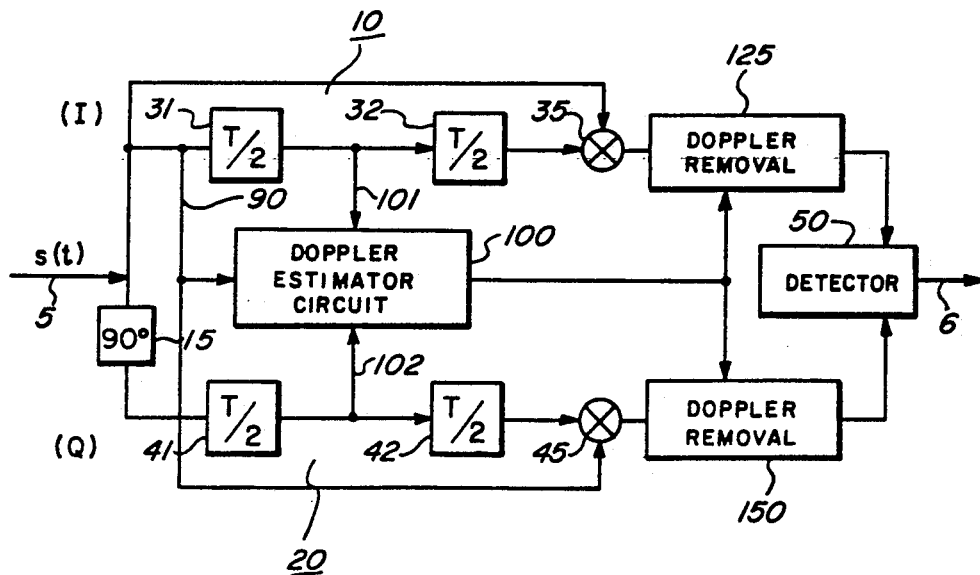 10
125
(I)
31
T/2
32
T/2
35
DOPPLER
REMOVAL
90
101
50
s(t)
5
DOPPLER
ESTIMATOR
CIRCUIT
100
DETECTOR
6
90°
15
102
(Q)
41
T/2
42
T/2
45
DOPPLER
REMOVAL
150
20